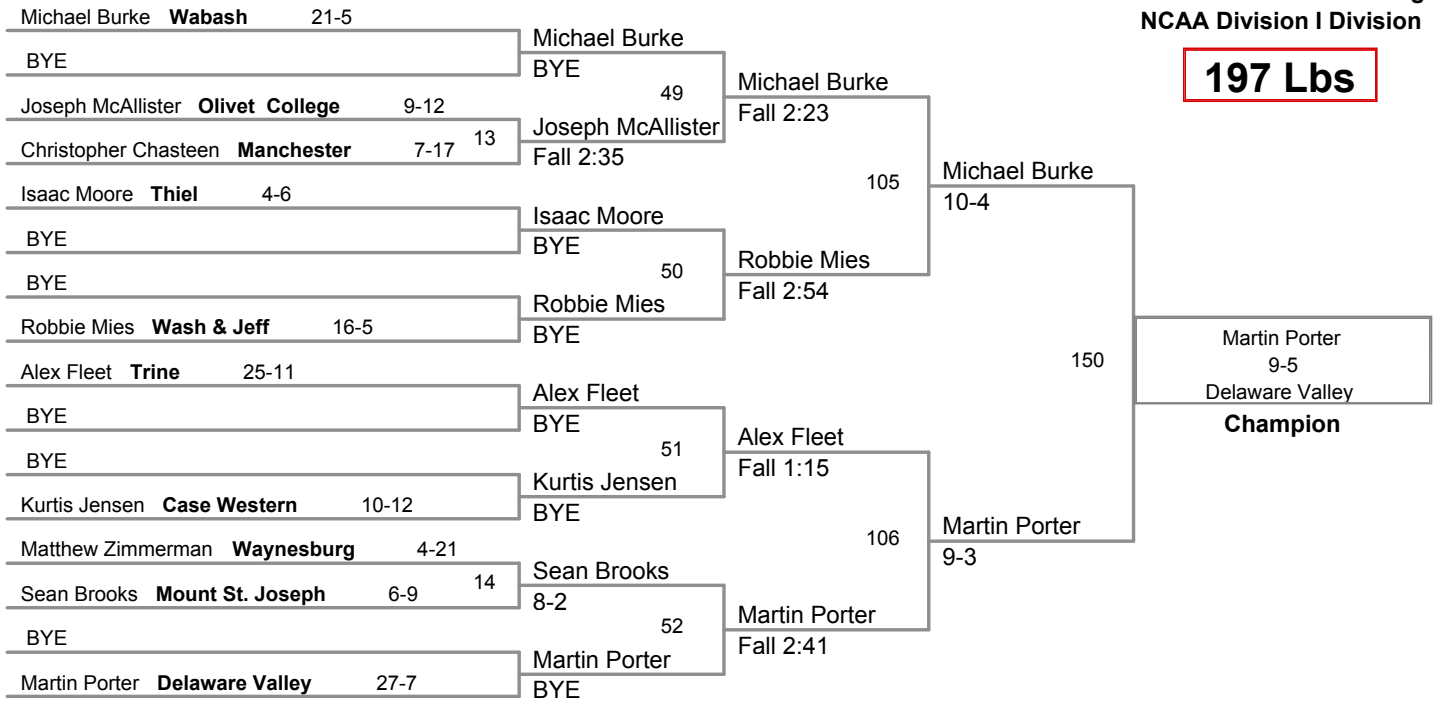 g
NCAA Division I Division
197 Lbs
Michael Burke Wabash 21-5
BYE
Joseph McAllister Olivet College 9-12
Christopher Chasteen Manchester 7-17 13
Isaac Moore Thiel 4-6
BYE
BYE
Robbie Mies Wash & Jeff 16-5
Alex Fleet Trine 25-11
BYE
BYE
Kurtis Jensen Case Western 10-12
Matthew Zimmerman Waynesburg 4-21
Sean Brooks Mount St. Joseph 6-9 14
BYE
Martin Porter Delaware Valley 27-7
Michael Burke
BYE
49
Joseph McAllister
Fall 2:35
Isaac Moore
BYE
50
Robbie Mies
BYE
Alex Fleet
BYE
51
Kurtis Jensen
BYE
Sean Brooks
8-2
52
Martin Porter
BYE
Michael Burke
Fall 2:23
105
Robbie Mies
Fall 2:54
Alex Fleet
Fall 1:15
106
Martin Porter
Fall 2:41
Michael Burke
10-4
150
Martin Porter
9-3
Martin Porter
9-5
Delaware Valley
Champion